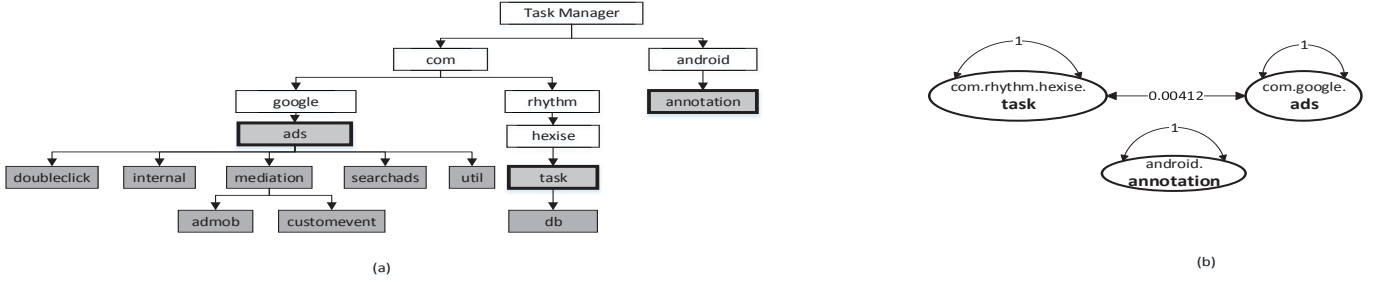 Task Manager
com
android
google
rhythm
annotation
ads
hexise
doubleclick
internal
mediation
searchads
util
task
admob
customevent
db
(a)
1
1
com.rhythm.hexise.
task
0.00412
com.google.
ads
1
android.
annotation
(b)